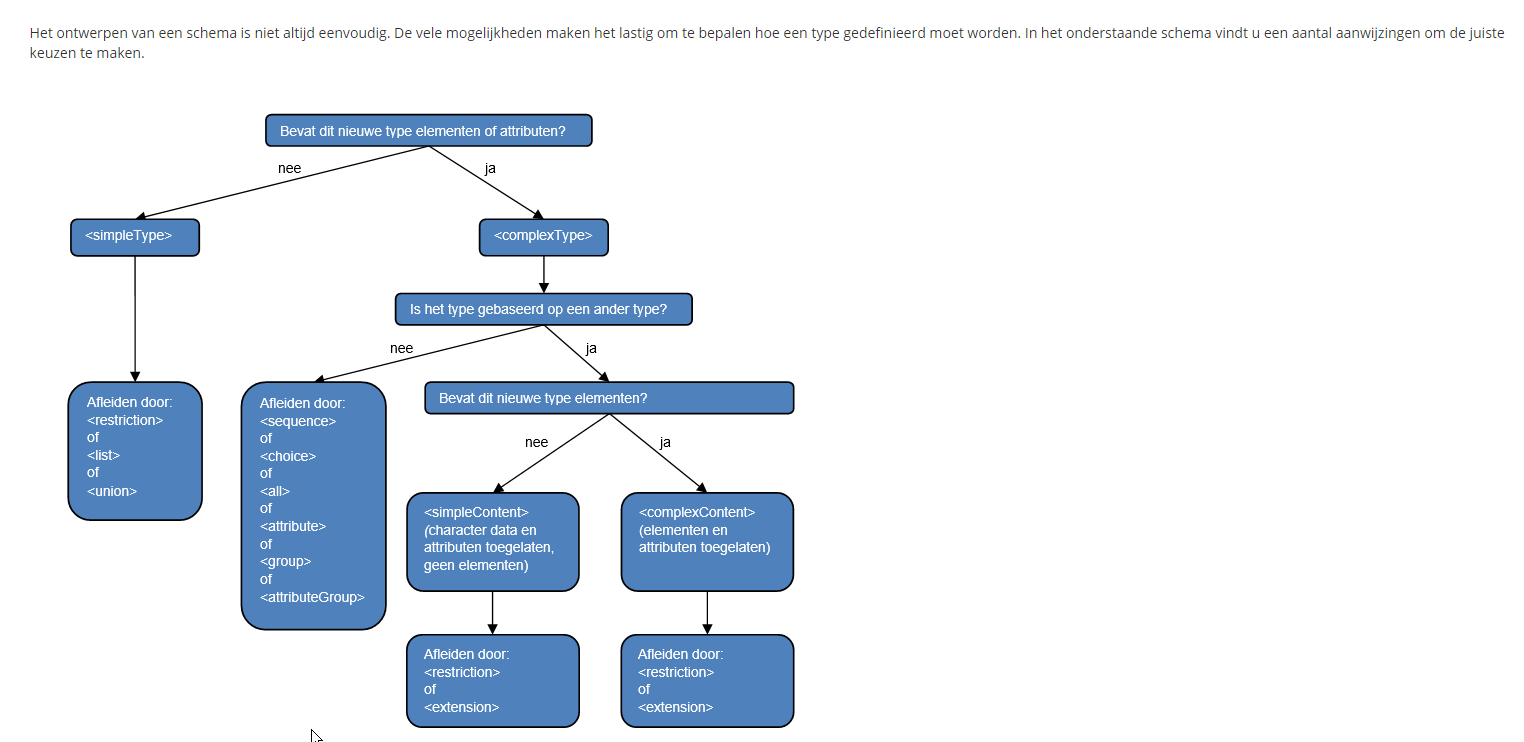 Het ontwerpen van een schema is niet altijd eenvoudig. De vele mogelijkheden maken het lastig om te bepalen hoe een type gedefinieerd moet worden. In het onderstaande schema vindt u een aantal aanwijzingen om de juiste
keuzen te maken.
Bevat dit nieuwe type elementen of attributen?
nee
ja
<simpleType>
<complexType>
Is het type gebaseerd op een ander type?
nee
ja
Afleiden door:
<restriction>
of
<list>
of
<union>
Afleiden door:
<sequence>
of
<choice>
of
<all>
of
<attribute>
of
<group>
of
<attributeGroup>
Bevat dit nieuwe type elementen?
nee
ja
<simpleContent>
(character data en
attributen toegelaten,
geen elementen)
<complexContent>
(elementen en
attributen toegelaten)
Afleiden door:
<restriction>
of
<extension>
Afleiden door:
<restriction>
of
<extension>